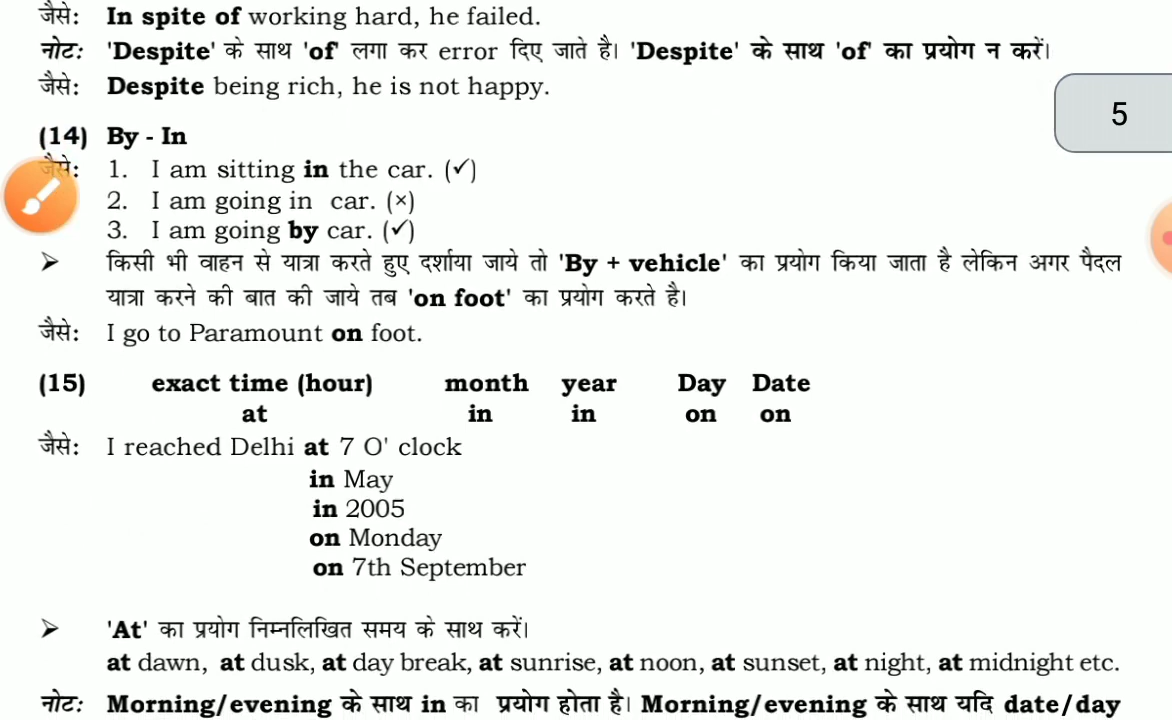 जैसे: In spite of working hard, he failed.
नोट: 'Despite' के साथ 'of' लगा कर error दिए जाते है। 'Despite' के साथ 'of' का प्रयोग न करें।
जैसे: Despite being rich, he is not happy.
5
(14) By - In
जैसे: 1. I am sitting in the car. (✓)
2. I am going in car. (×)
3. I am going by car. (✓)
➢ किसी भी वाहन से यात्रा करते हुए दर्शाया जाये तो 'By + vehicle' का प्रयोग किया जाता है लेकिन अगर पैदल
यात्रा करने की बात की जाये तब 'on foot' का प्रयोग करते है।
जैसे: I go to Paramount on foot.
(15) exact time (hour) month year Day Date
at in in on on
जैसे: I reached Delhi at 7 O' clock
in May
in 2005
on Monday
on 7th September
➢ 'At' का प्रयोग निम्नलिखित समय के साथ करें।
at dawn, at dusk, at day break, at sunrise, at noon, at sunset, at night, at midnight etc.
नोट: Morning/evening के साथ in का प्रयोग होता है। Morning/evening के साथ यदि date/day